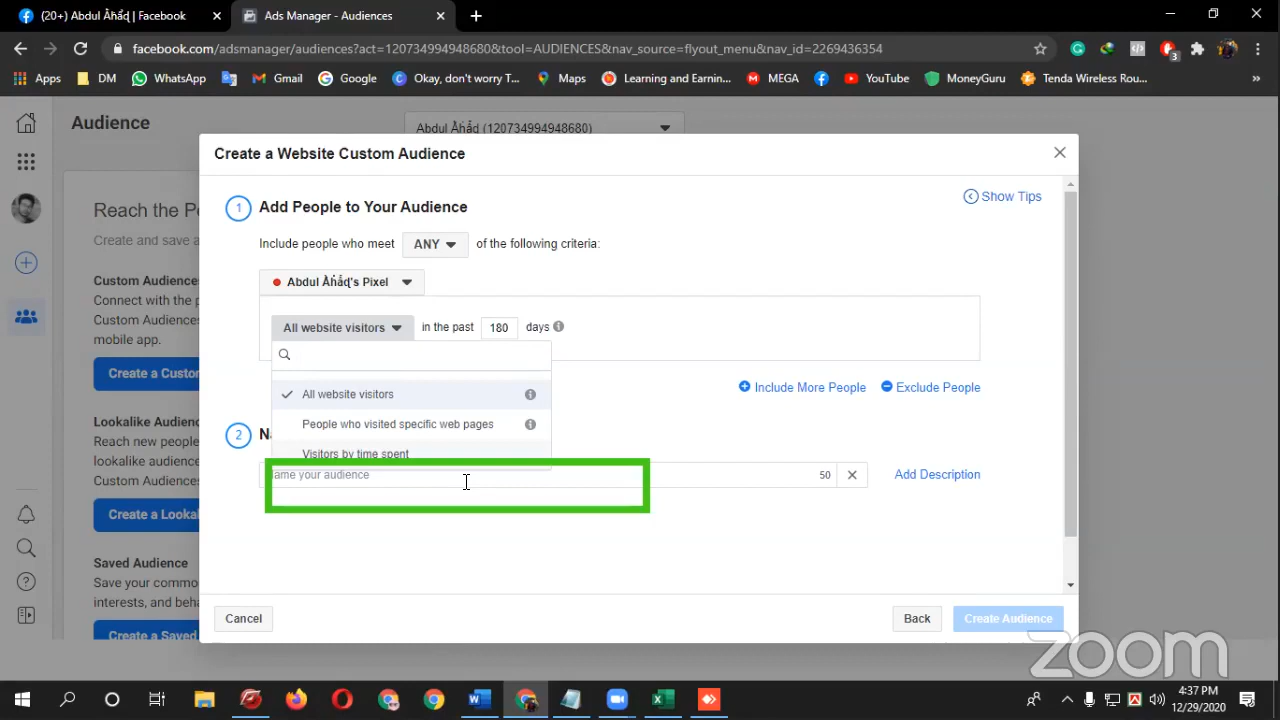 (20+) Abdul Åhåɖ | Facebook
Ads Manager - Audiences
facebook.com/adsmanager/audiences?act=120734994948680&tool=AUDIENCES&nav_source=flyout_menu&nav_id=2269436354
Apps DM WhatsApp Gmail Google Okay, don't worry T... Maps Learning and Earnin... MEGA YouTube MoneyGuru Tenda Wireless Rou... »
3
Audience
(120734994948680)
Create a Website Custom Audience
Show Tips
1 Add People to Your Audience
Include people who meet ANY of the following criteria:
Pixel
All website visitors in the past 180 days
All website visitors
People who visited specific web pages
Visitors by time spent
Include More People Exclude People
2
ame your audience
50
Add Description
Cancel
Back
Create Audience
Reach the P
Create and save a
Custom Audience
Connect with the p
Custom Audiences
mobile app.
Create a Custo
Lookalike Audien
Reach new people
lookalike audience
Custom Audiences
Create a Lookal
Saved Audience
Save your commo
interests, and beha
Create a Saved
zoom
4:37 PM
12/29/2020